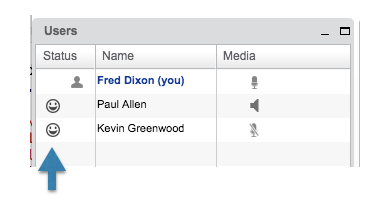 Users
Status Name Media
Fred Dixon (you)
Paul Allen
Kevin Greenwood